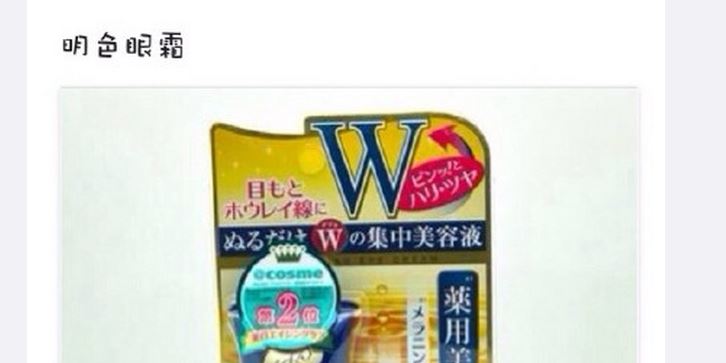 明色眼霜
W
ピンッ!と
ハリ・ツヤ
目もと
ホウレイ線に
ぬるだけWの集中美容液
@cosme
第2位
薬用美
メラニン